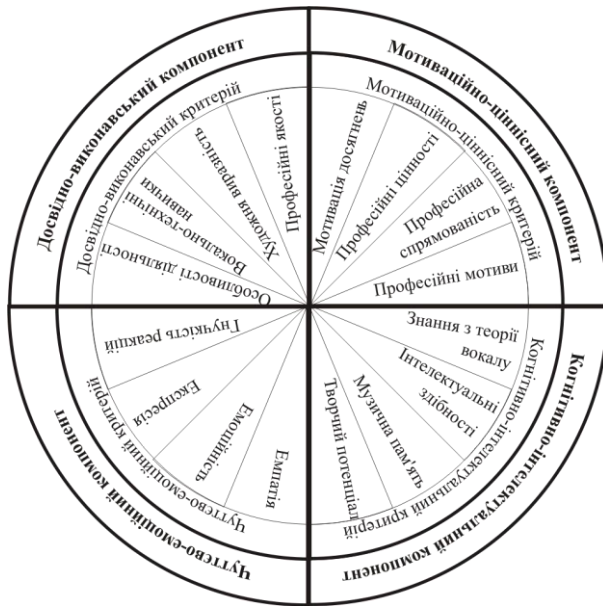 Досвідно-виконавський компонент
Мотиваційно-ціннісний компонент
Досвідно-виконавський критерій
Мотиваційно-ціннісний критерій
Особливості діяльності
Вокально-технічні
навички
Художня виразність
Професійні якості
Мотивація досягнень
Професійні цінності
Професійна
спрямованість
Професійні мотиви
Гнучкість реакцій
Експресія
Емоційність
Емпатія
Знання з теорії
вокалу
Інтелектуальні
здібності
Музична пам'ять
Творчий потенціал
Чуттєво-емоційний критерій
Когнітивно-інтелектуальний критерій
Чуттєво-емоційний компонент
Когнітивно-інтелектуальний компонент